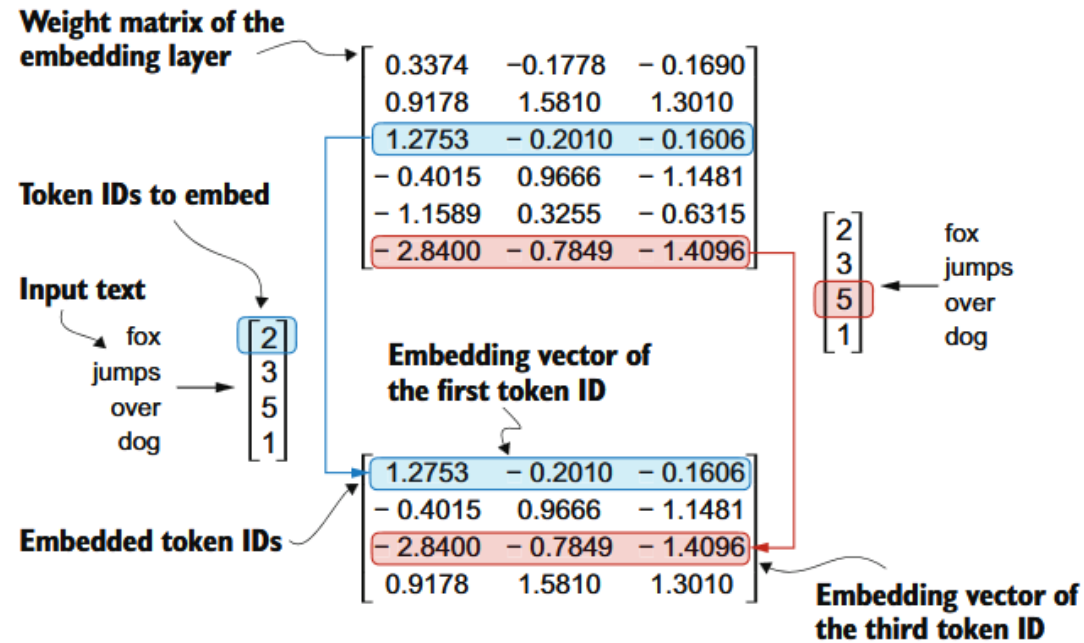 Weight matrix of the
embedding layer
0.3374 −0.1778 − 0.1690
0.9178 1.5810 1.3010
1.2753 − 0.2010 − 0.1606
− 0.4015 0.9666 − 1.1481
− 1.1589 0.3255 − 0.6315
− 2.8400 − 0.7849 − 1.4096
Token IDs to embed
Input text
fox
jumps
over
dog
2
3
5
1
2
3
5
1
fox
jumps
over
dog
Embedding vector of
the first token ID
1.2753 − 0.2010 − 0.1606
− 0.4015 0.9666 − 1.1481
− 2.8400 − 0.7849 − 1.4096
0.9178 1.5810 1.3010
Embedded token IDs
Embedding vector of
the third token ID